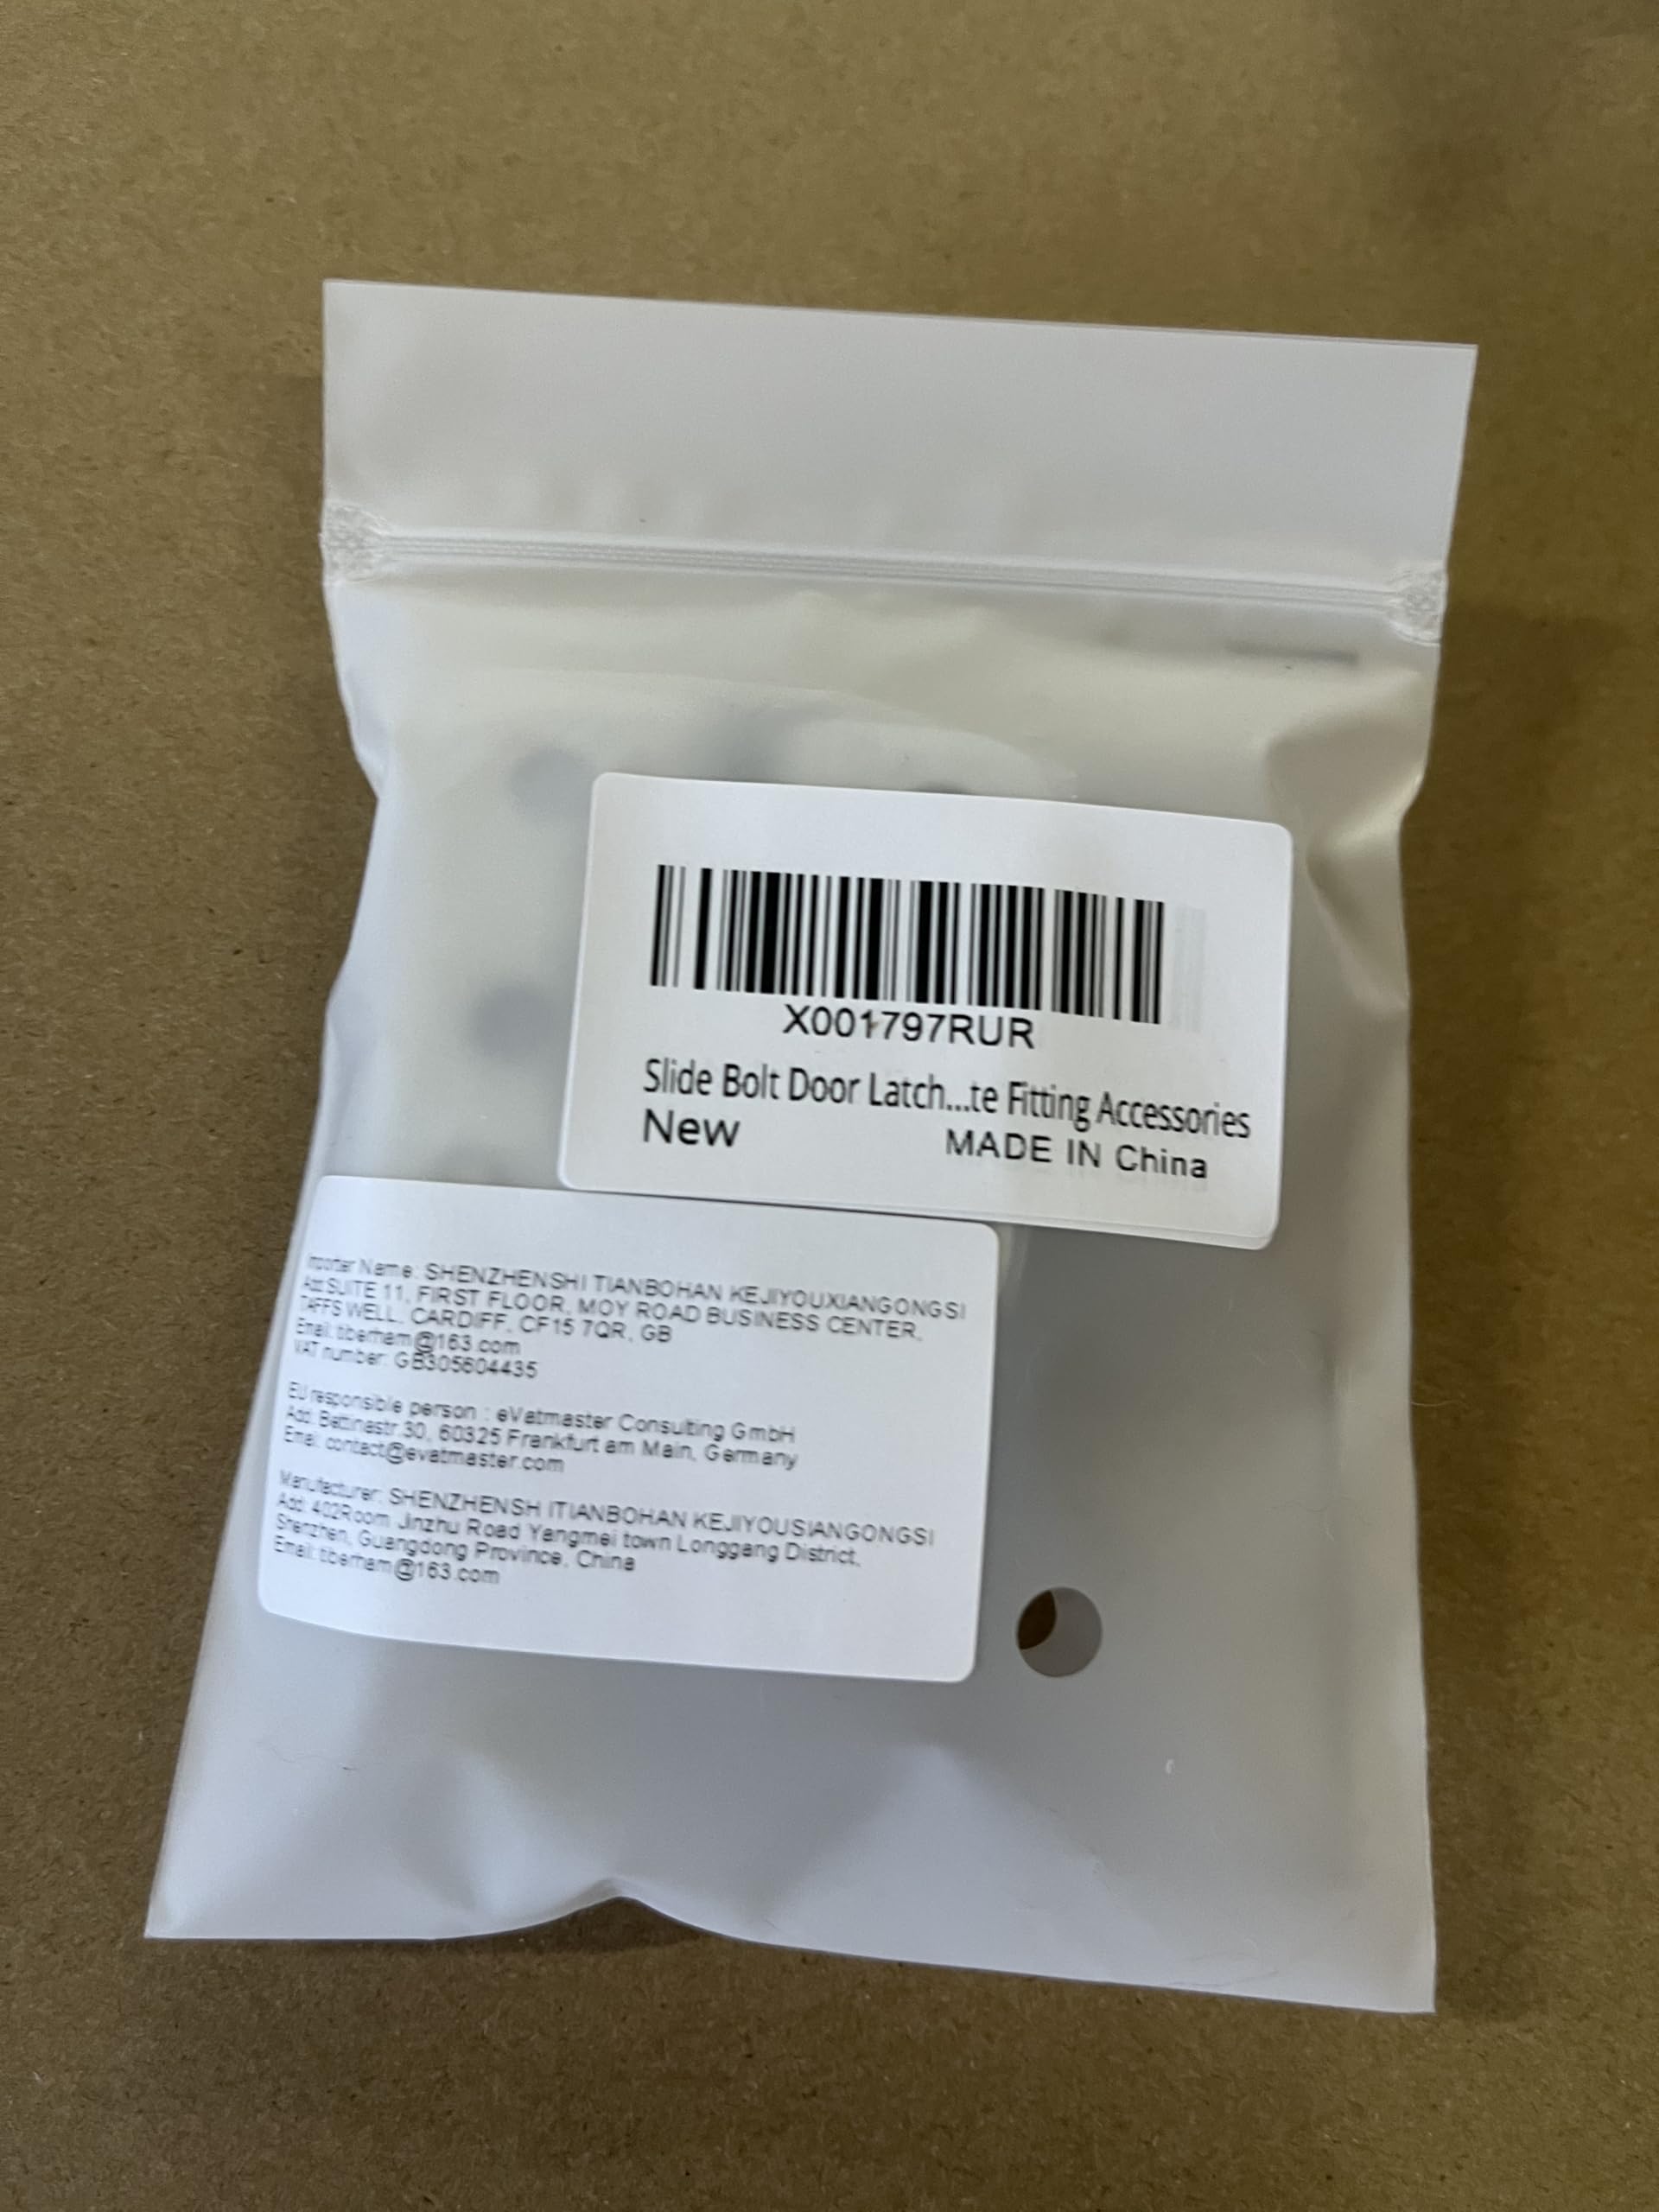 X001797RUR
Slide Bolt Door Latch...te Fitting Accessories
New
MADE IN China
Importer Name: SHENZHENSHI TIANBOHAN KEJIYOUXIANGONGSI
Add:SUITE 11, FIRST FLOOR, MOY ROAD BUSINESS CENTER,
TAFFS WELL, CARDIFF, CF15 7QR, GB
Email: tberham@163.com
VAT number: GB305604435
EU responsible person : eVatmaster Consulting GmbH
Add: Bettinastr. 30, 60325 Frankfurt am Main, Germany
Email: contact@evatmaster.com
Manufacturer: SHENZHENSH ITIANBOHAN KEJIYOUSIANGONGSI
Add: 402Room Jinzhu Road Yangmei town Longgang District,
Shenzhen, Guangdong Province, China
Email: tberham@163.com